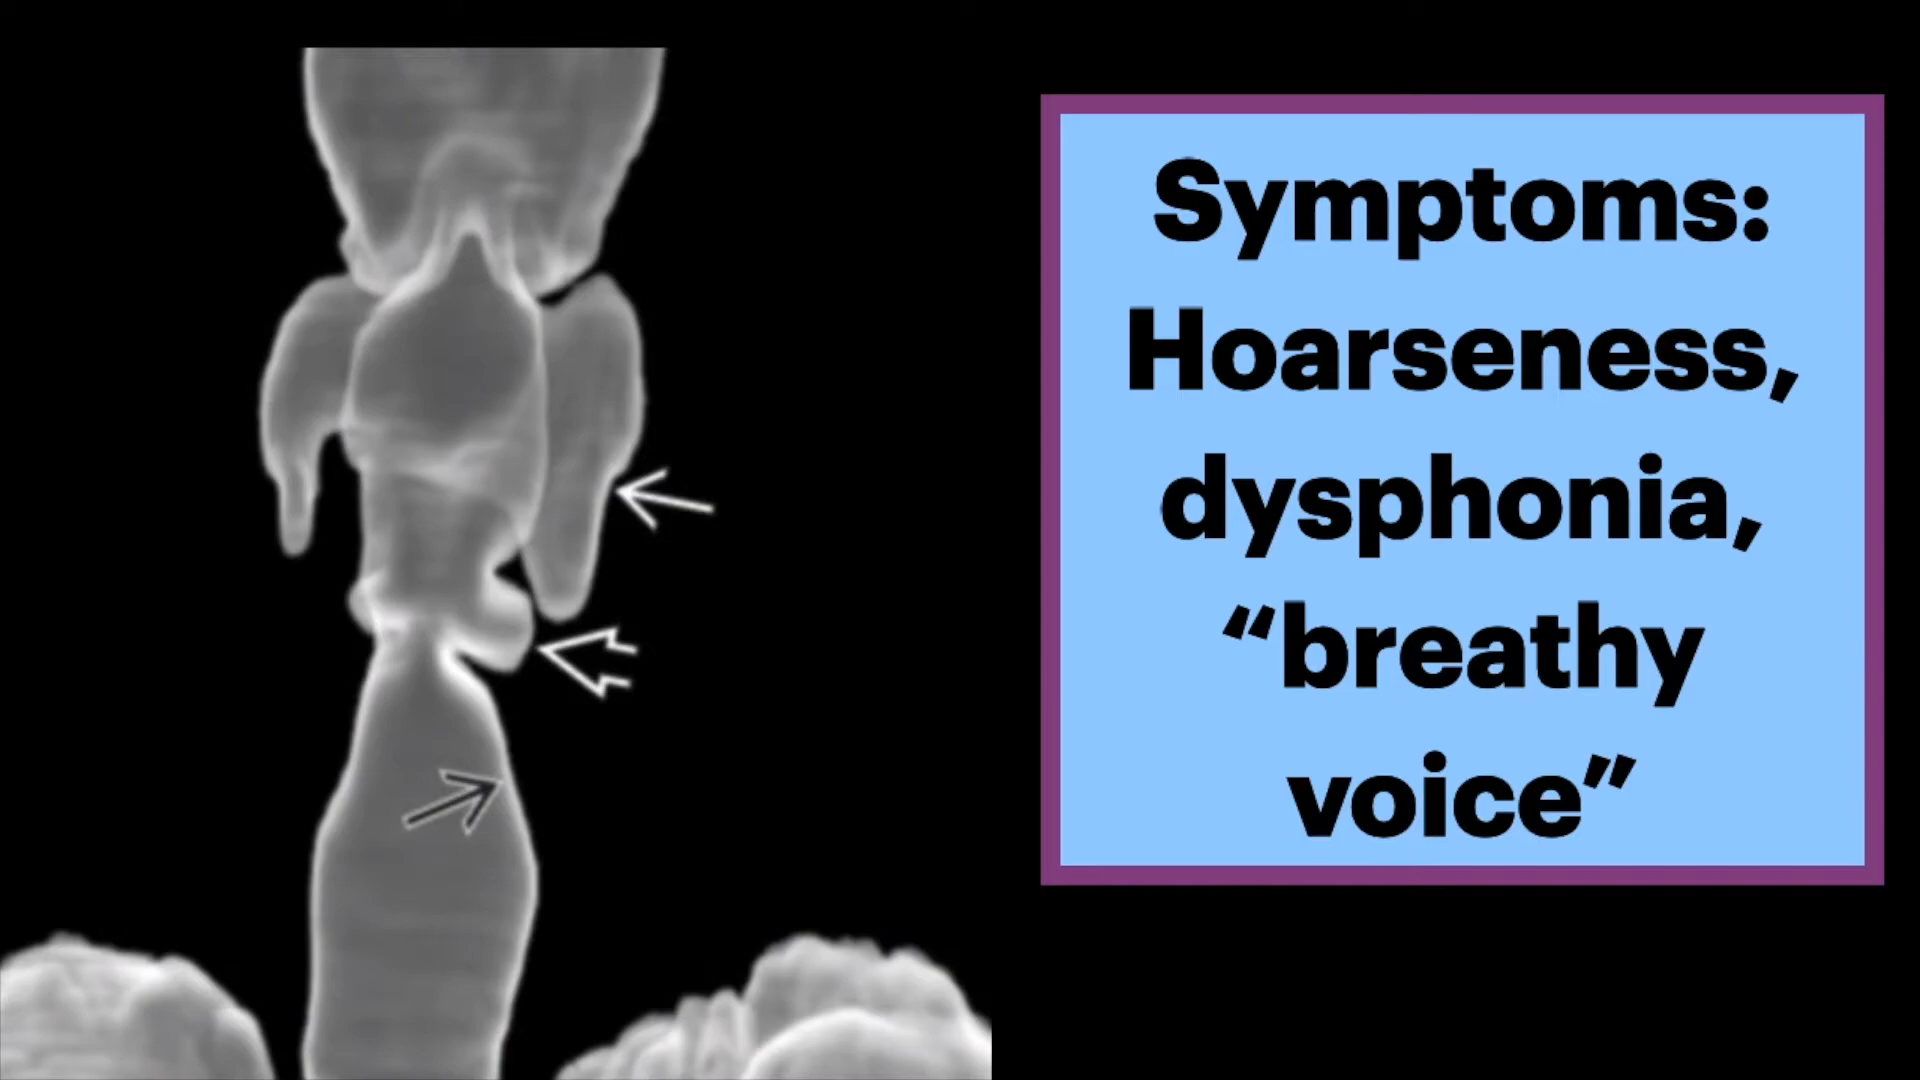 Symptoms:
Hoarseness,
dysphonia,
“breathy
voice”